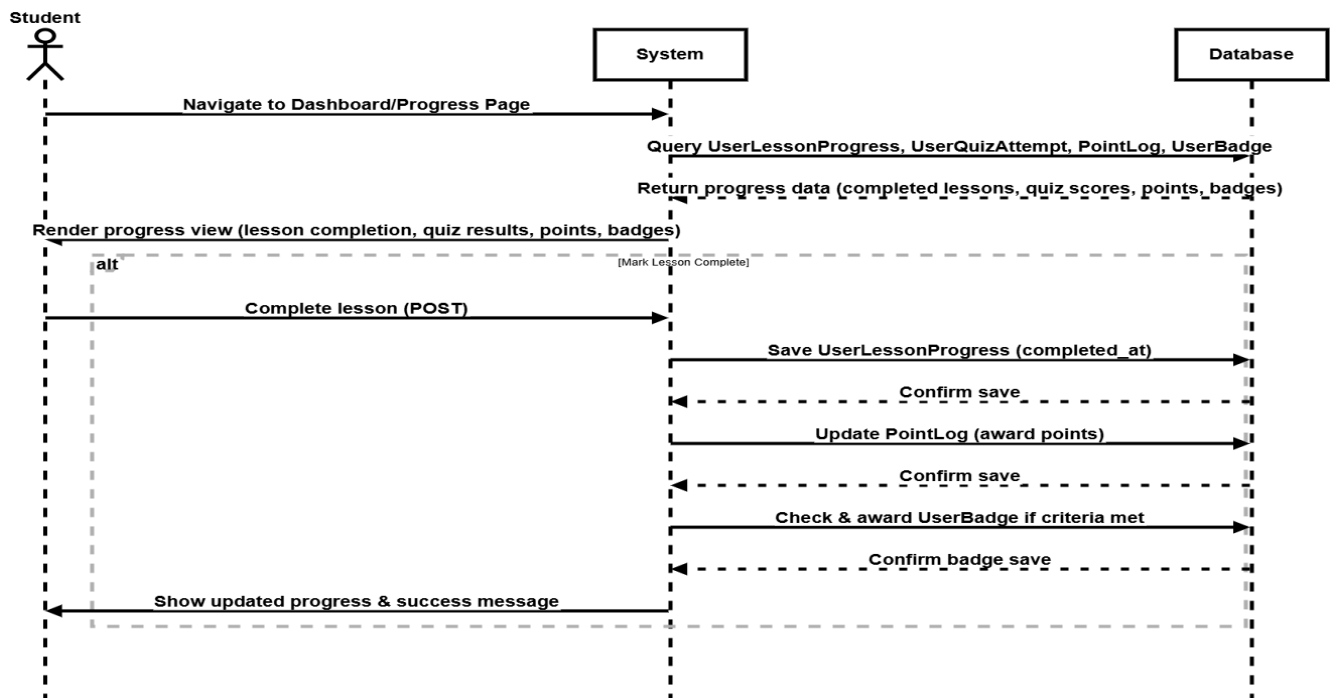 Student
System
Database
Navigate to Dashboard/Progress Page
Query UserLessonProgress, UserQuizAttempt, PointLog, UserBadge
Return progress data (completed lessons, quiz scores, points, badges)
Render progress view (lesson completion, quiz results, points, badges)
alt
[Mark Lesson Complete]
Complete lesson (POST)
Save UserLessonProgress (completed_at)
Confirm save
Update PointLog (award points)
Confirm save
Check & award UserBadge if criteria met
Confirm badge save
Show updated progress & success message